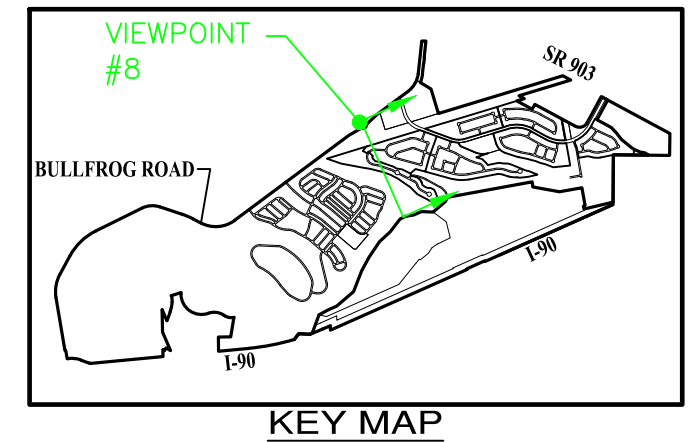 VIEWPOINT
#8
SR 903
BULLFROG ROAD
I-90
I-90
KEY MAP